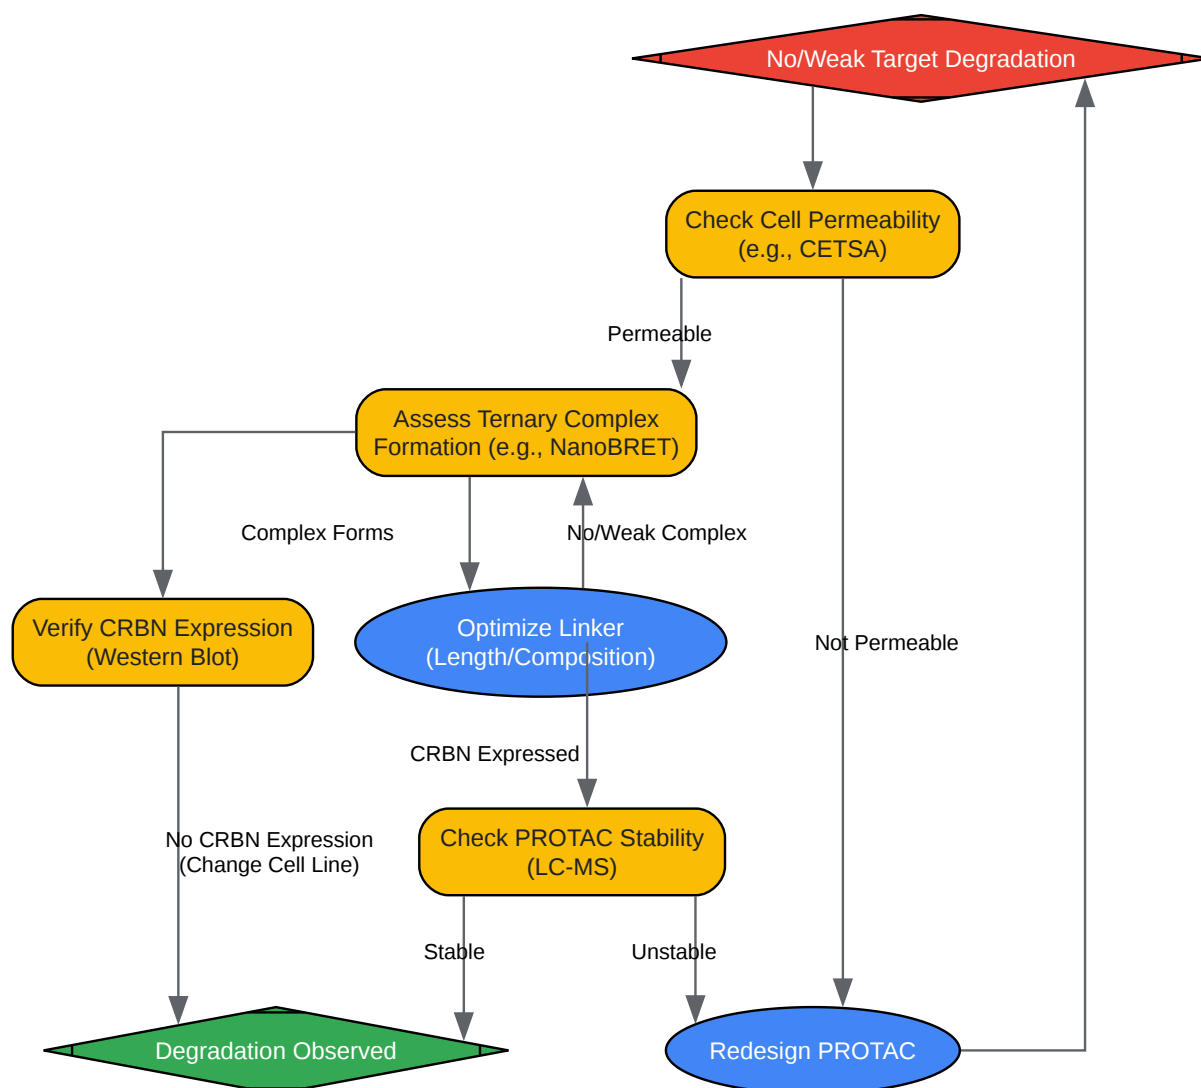 No/Weak Target Degradation
Check Cell Permeability
(e.g., CETSA)
Permeable
Assess Ternary Complex
Formation (e.g., NanoBRET)
Complex Forms
No/Weak Complex
Verify CRBN Expression
(Western Blot)
Optimize Linker
(Length/Composition)
Not Permeable
CRBN Expressed
No CRBN Expression
(Change Cell Line)
Check PROTAC Stability
(LC-MS)
Stable
Unstable
Degradation Observed
Redesign PROTAC